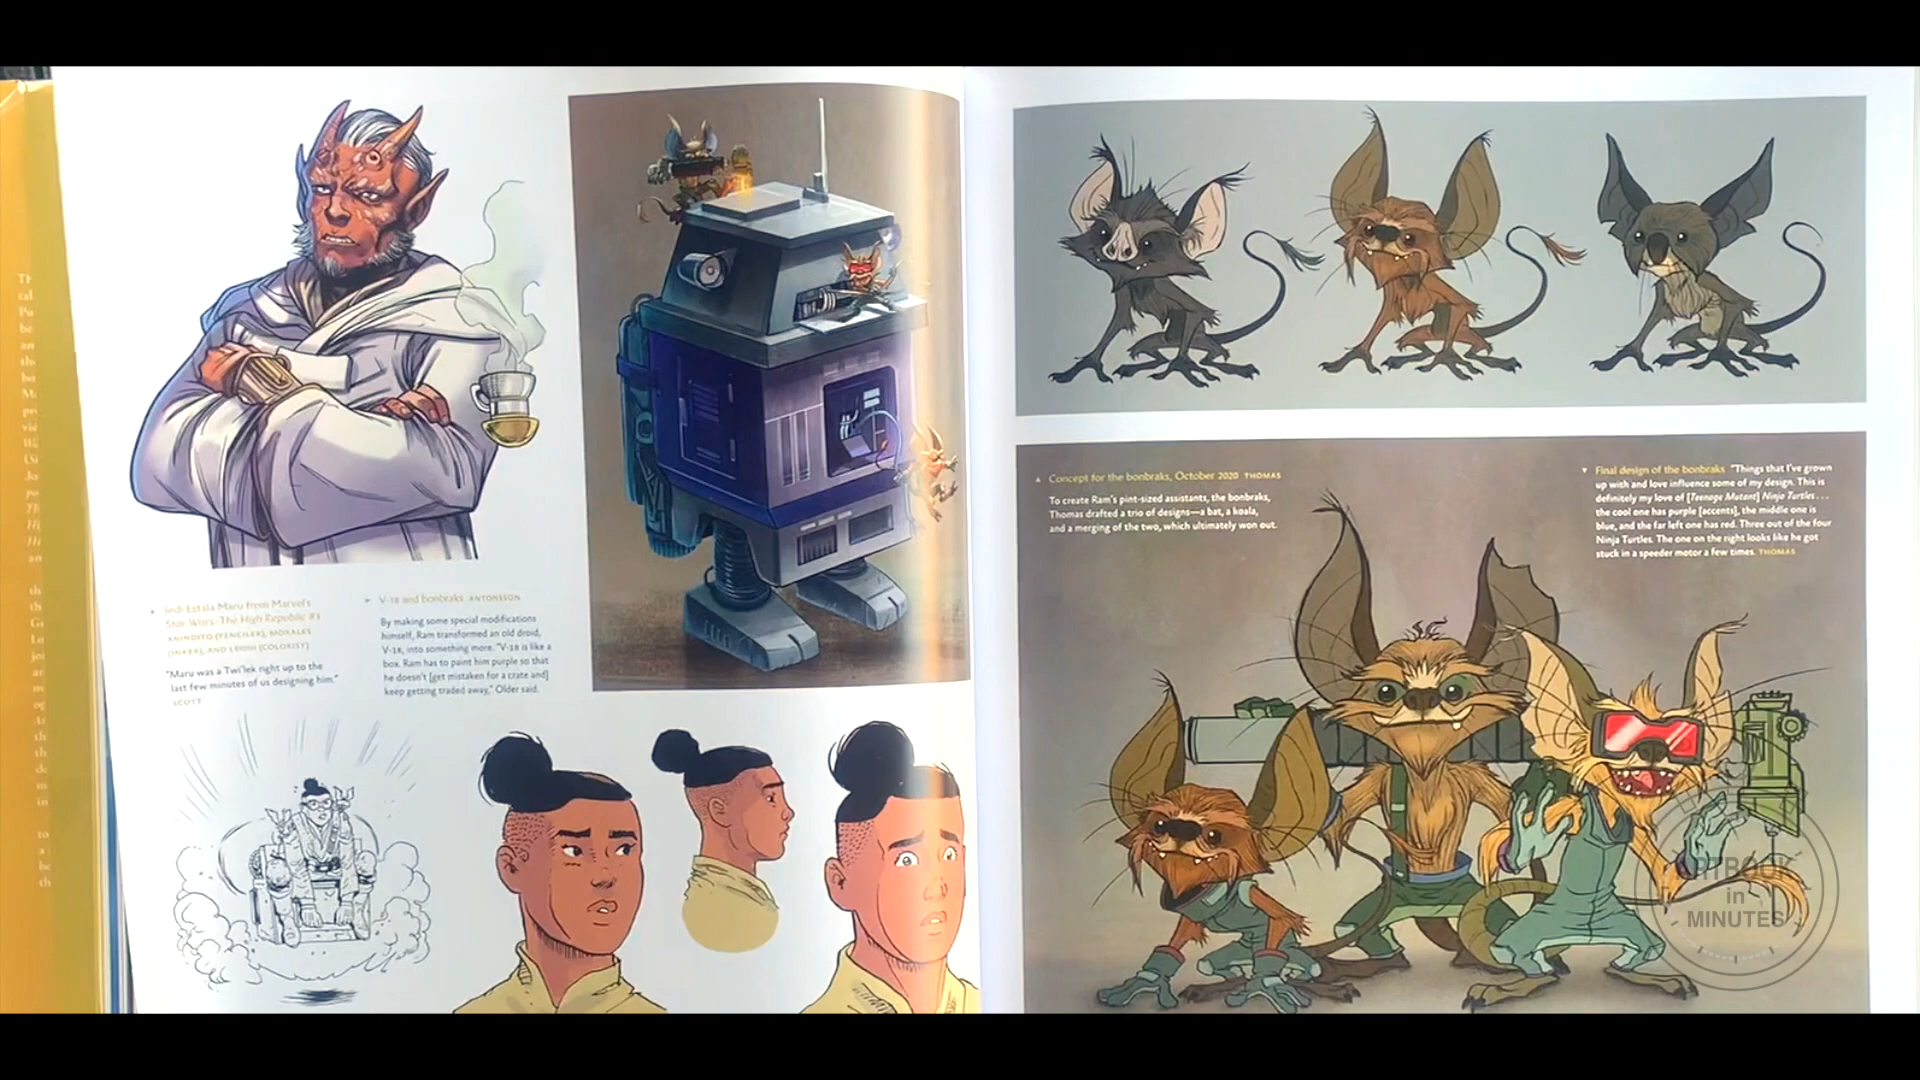 Jedi Estala Maru from Marvel's
Star Wars: The High Republic #3
ANINDITO (PENCILER), MORALES
(INKER), AND LEONI (COLORIST)
"Maru was a Twi'lek right up to the
last few minutes of us designing him."
SCOTT
V-18 and bonbraks ANTONSSON
By making some special modifications
himself, Ram transformed an old droid,
V-18, into something more. "V-18 is like a
box. Ram has to paint him purple so that
he doesn't [get mistaken for a crate and]
keep getting traded away," Older said.
Concept for the bonbraks, October 2020 THOMAS
To create Ram's pint-sized assistants, the bonbraks,
Thomas drafted a trio of designs—a bat, a koala,
and a merging of the two, which ultimately won out.
Final design of the bonbraks "Things that I've grown
up with and love influence some of my design. This is
definitely my love of [Teenage Mutant] Ninja Turtles . . .
the cool one has purple [accents], the middle one is
blue, and the far left one has red. Three out of the four
Ninja Turtles. The one on the right looks like he got
stuck in a speeder motor a few times. THOMAS
ARTBOOK
in
MINUTES